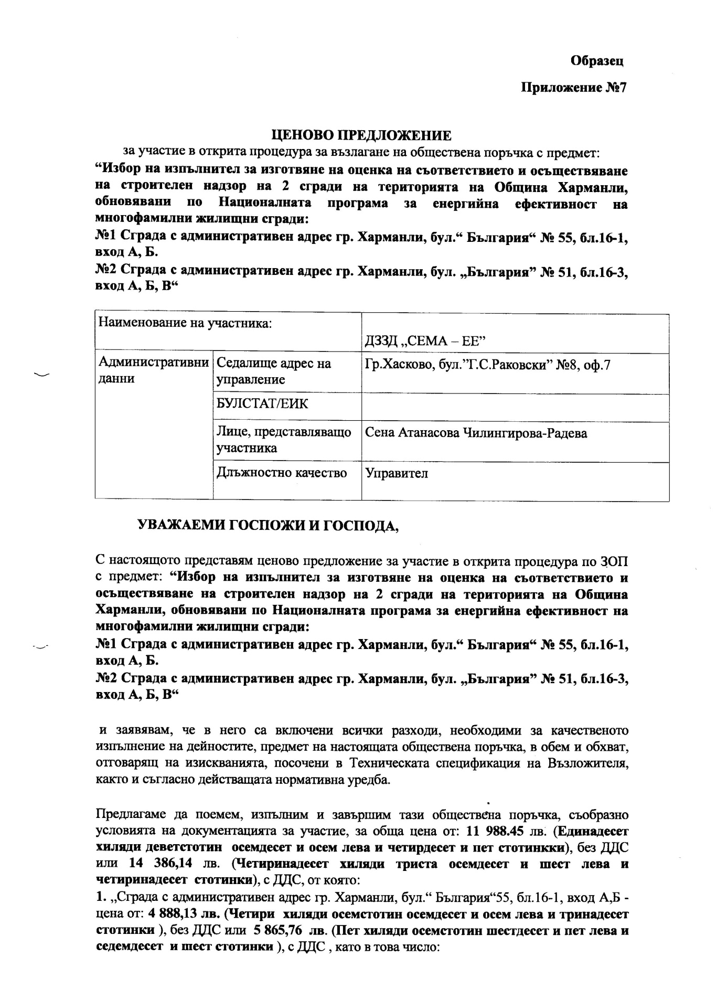 Образец
Приложение №7
ЦЕНОВО ПРЕДЛОЖЕНИЕ
за участие в открита процедура за възлагане на обществена поръчка с предмет:
“Избор на изпълнител за изготвяне на оценка на съответствието и осъществяване
на строителен надзор на 2 сгради на територията на Община Харманли,
обновявани по Националната програма за енергийна ефективност на
многофамилни жилищни сгради:
№1 Сграда с административен адрес гр. Харманли, бул.“ България“ № 55, бл.16-1,
вход А, Б.
№2 Сграда с административен адрес гр. Харманли, бул. „България” № 51, бл.16-3,
вход А, Б, В“
Наименование на участника:
ДЗЗД „СЕМА – ЕЕ”
Административни данни
Седалище адрес на управление
Гр.Хасково, бул.”Г.С.Раковски” №8, оф.7
БУЛСТАТ/ЕИК
Лице, представляващо участника
Сена Атанасова Чилингирова-Радева
Длъжностно качество
Управител
УВАЖАЕМИ ГОСПОЖИ И ГОСПОДА,
С настоящото представям ценово предложение за участие в открита процедура по ЗОП
с предмет: “Избор на изпълнител за изготвяне на оценка на съответствието и
осъществяване на строителен надзор на 2 сгради на територията на Община
Харманли, обновявани по Националната програма за енергийна ефективност на
многофамилни жилищни сгради:
№1 Сграда с административен адрес гр. Харманли, бул.“ България“ № 55, бл.16-1,
вход А, Б.
№2 Сграда с административен адрес гр. Харманли, бул. „България” № 51, бл.16-3,
вход А, Б, В“
и заявявам, че в него са включени всички разходи, необходими за качественото
изпълнение на дейностите, предмет на настоящата обществена поръчка, в обем и обхват,
отговарящ на изискванията, посочени в Техническата спецификация на Възложителя,
както и съгласно действащата нормативна уредба.
Предлагаме да поемем, изпълним и завършим тази обществена поръчка, съобразно
условията на документацията за участие, за обща цена от: 11 988.45 лв. (Единадесет
хиляди деветстотин осемдесет и осем лева и четирдесет и пет стотинкки), без ДДС
или 14 386,14 лв. (Четиринадесет хиляди триста осемдесет и шест лева и
четиринадесет стотинки), с ДДС, от която:
1. „Сграда с административен адрес гр. Харманли, бул.“ България“55, бл.16-1, вход А,Б -
цена от: 4 888,13 лв. (Четири хиляди осемстотин осемдесет и осем лева и тринадесет
стотинки ), без ДДС или 5 865,76 лв. (Пет хиляди осемстотин шестдесет и пет лева и
седемдесет и шест стотинки ), с ДДС , като в това число: